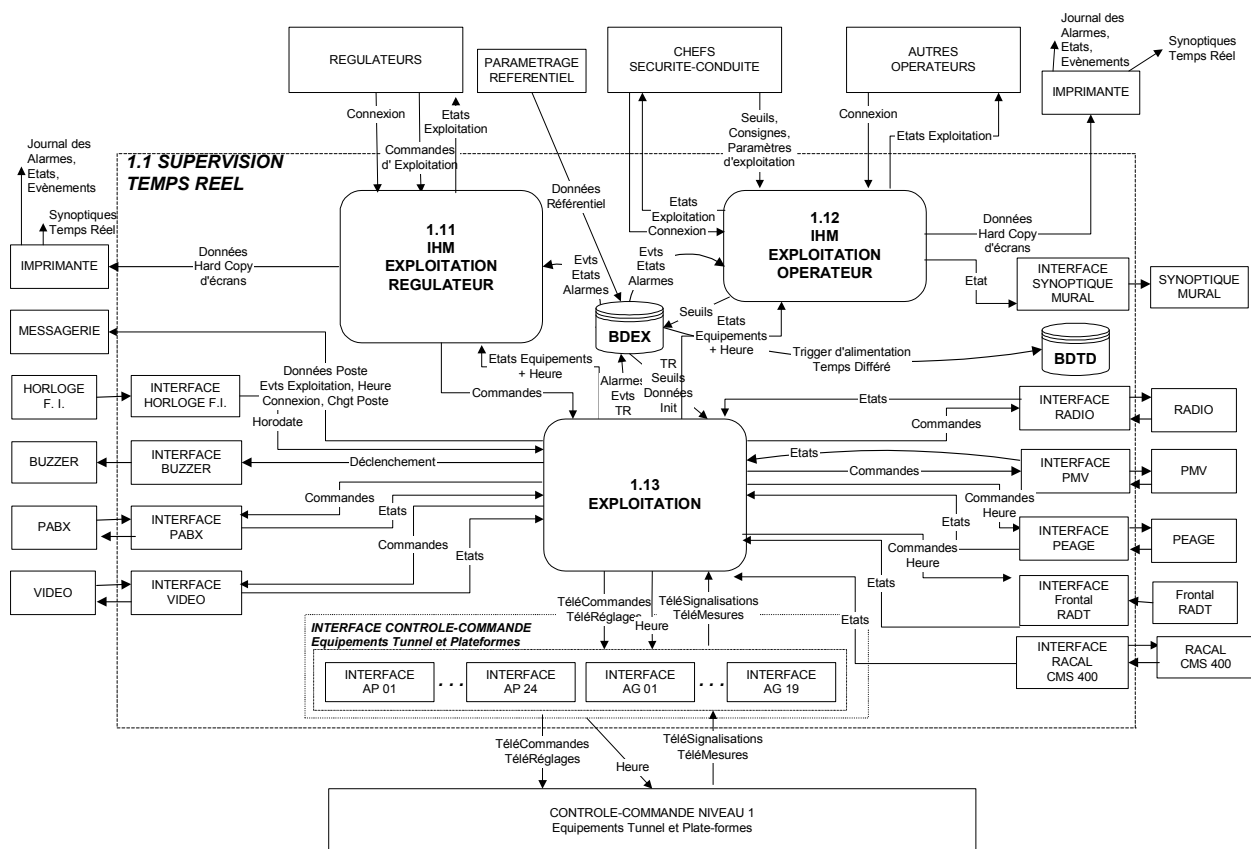 Journal des
Alarmes,
Etats,
Evènements
Synoptiques
Temps Réel
REGULATEURS
PARAMETRAGE
REFERENTIEL
CHEFS
SECURITE-CONDUITE
AUTRES
OPERATEURS
IMPRIMANTE
Connexion
Etats
Exploitation
Commandes
d' Exploitation
Seuils,
Consignes,
Paramètres
d'exploitation
Connexion
Etats Exploitation
Journal des
Alarmes,
Etats,
Evènements
Synoptiques
Temps Réel
IMPRIMANTE
1.1 SUPERVISION
TEMPS REEL
Données
Référentiel
1.11
IHM
EXPLOITATION
REGULATEUR
Etats
Exploitation
Connexion
1.12
IHM
EXPLOITATION
OPERATEUR
Données
Hard Copy
d'écrans
Données
Hard Copy
d'écrans
Evts
Etats
Alarmes
Evts
Etats
Alarmes
Etat
INTERFACE
SYNOPTIQUE
MURAL
SYNOPTIQUE
MURAL
MESSAGERIE
BDEX
Seuils
Etats
Equipements
+ Heure
Trigger d'alimentation
Temps Différé
BDTD
Etats Equipements
+ Heure
Alarmes
Evts
TR
TR
Seuils
Données
Init
HORLOGE
F. I.
INTERFACE
HORLOGE F.I.
Données Poste
Evts Exploitation, Heure
Connexion, Chgt Poste
Horodate
Commandes
Etats
Commandes
INTERFACE
RADIO
RADIO
BUZZER
INTERFACE
BUZZER
Déclenchement
1.13
EXPLOITATION
Etats
Commandes
INTERFACE
PMV
PMV
PABX
INTERFACE
PABX
Commandes
Etats
Commandes
Heure
Etats
INTERFACE
PEAGE
PEAGE
VIDEO
INTERFACE
VIDEO
Commandes
Etats
Commandes
Heure
Etats
INTERFACE
Frontal
RADT
Frontal
RADT
Etats
INTERFACE
RACAL
CMS 400
RACAL
CMS 400
TéléCommandes
TéléRéglages
Heure
TéléSignalisations
TéléMesures
INTERFACE CONTROLE-COMMANDE
Equipements Tunnel et Plateformes
INTERFACE
AP 01
. . .
INTERFACE
AP 24
INTERFACE
AG 01
. . .
INTERFACE
AG 19
TéléCommandes
TéléRéglages
Heure
TéléSignalisations
TéléMesures
CONTROLE-COMMANDE NIVEAU 1
Equipements Tunnel et Plate-formes